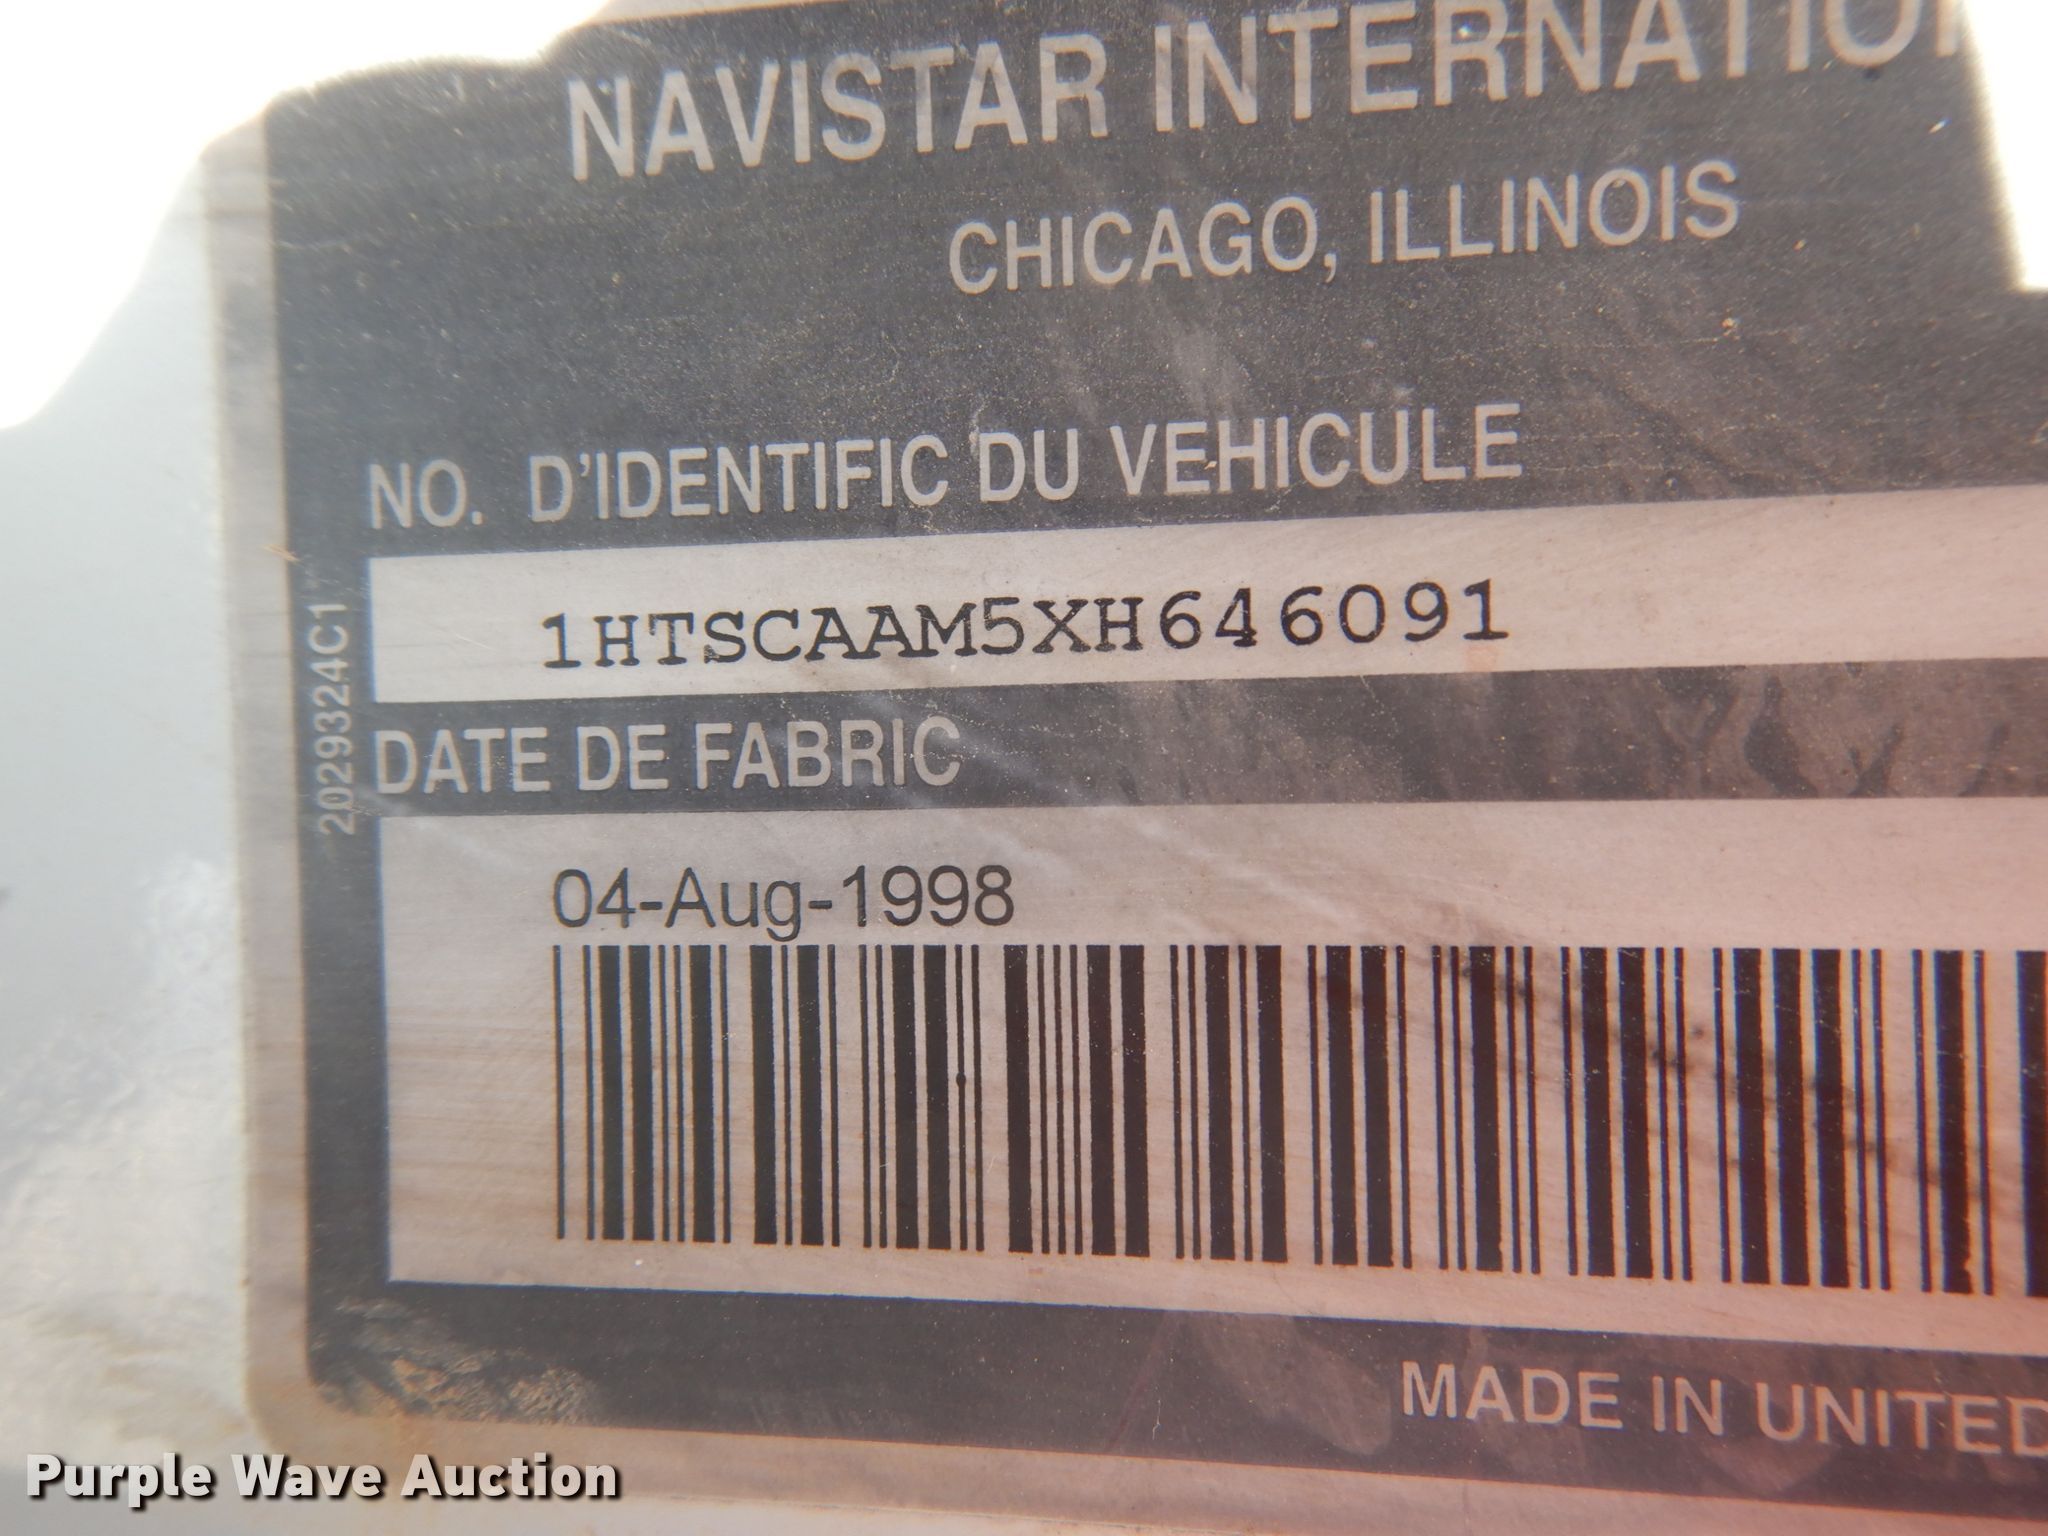 NAVISTAR INTERNATION
CHICAGO, ILLINOIS
NO. D'IDENTIFIC DU VEHICULE
1HTSCAAM5XH646091
2029324C1
DATE DE FABRIC
04-Aug-1998
MADE IN UNITED
Purple Wave Auction